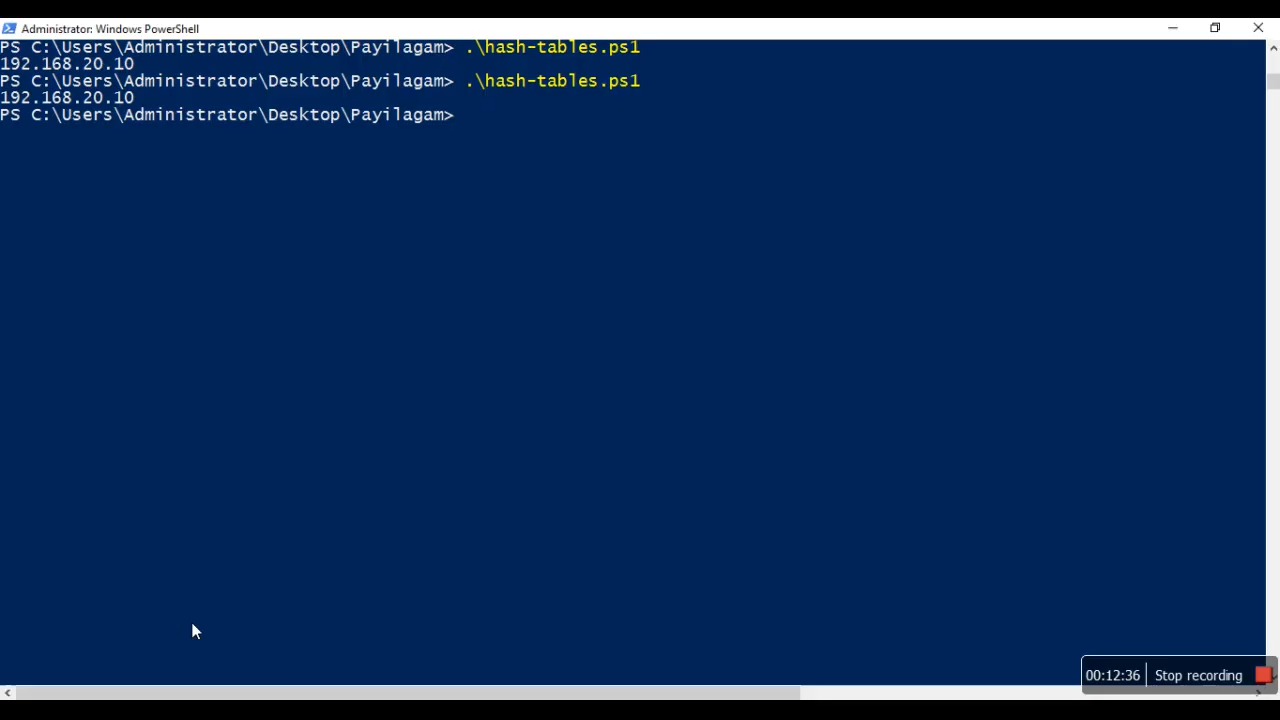 Administrator: Windows PowerShell
PS C:\Users\Administrator\Desktop\Payilagam> .\hash-tables.ps1
192.168.20.10
PS C:\Users\Administrator\Desktop\Payilagam> .\hash-tables.ps1
192.168.20.10
PS C:\Users\Administrator\Desktop\Payilagam>
00:12:36 Stop recording